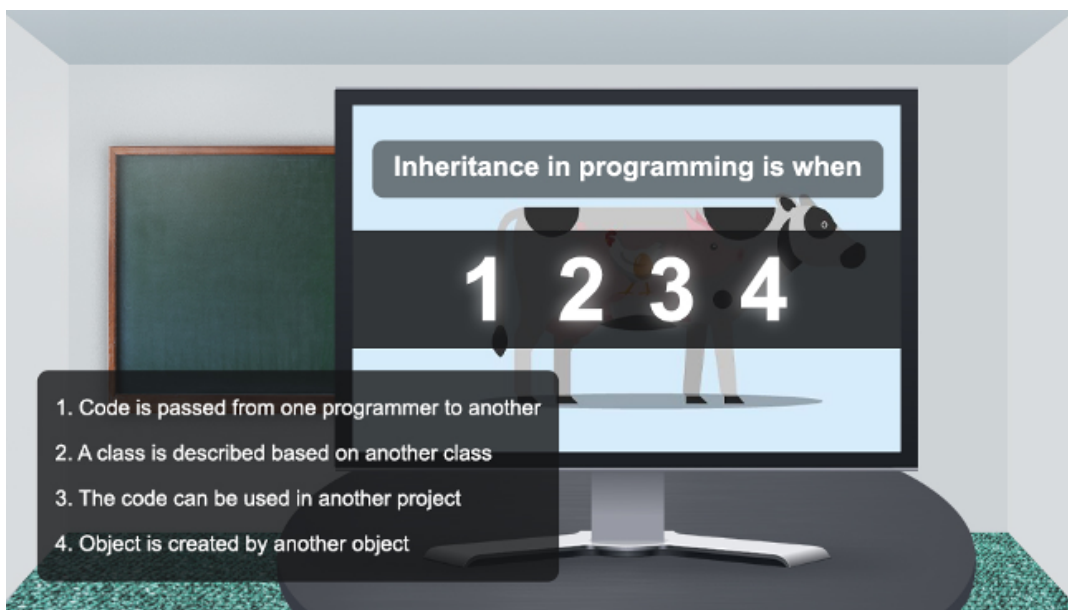 Inheritance in programming is when
1 2 3 4
1. Code is passed from one programmer to another
2. A class is described based on another class
3. The code can be used in another project
4. Object is created by another object